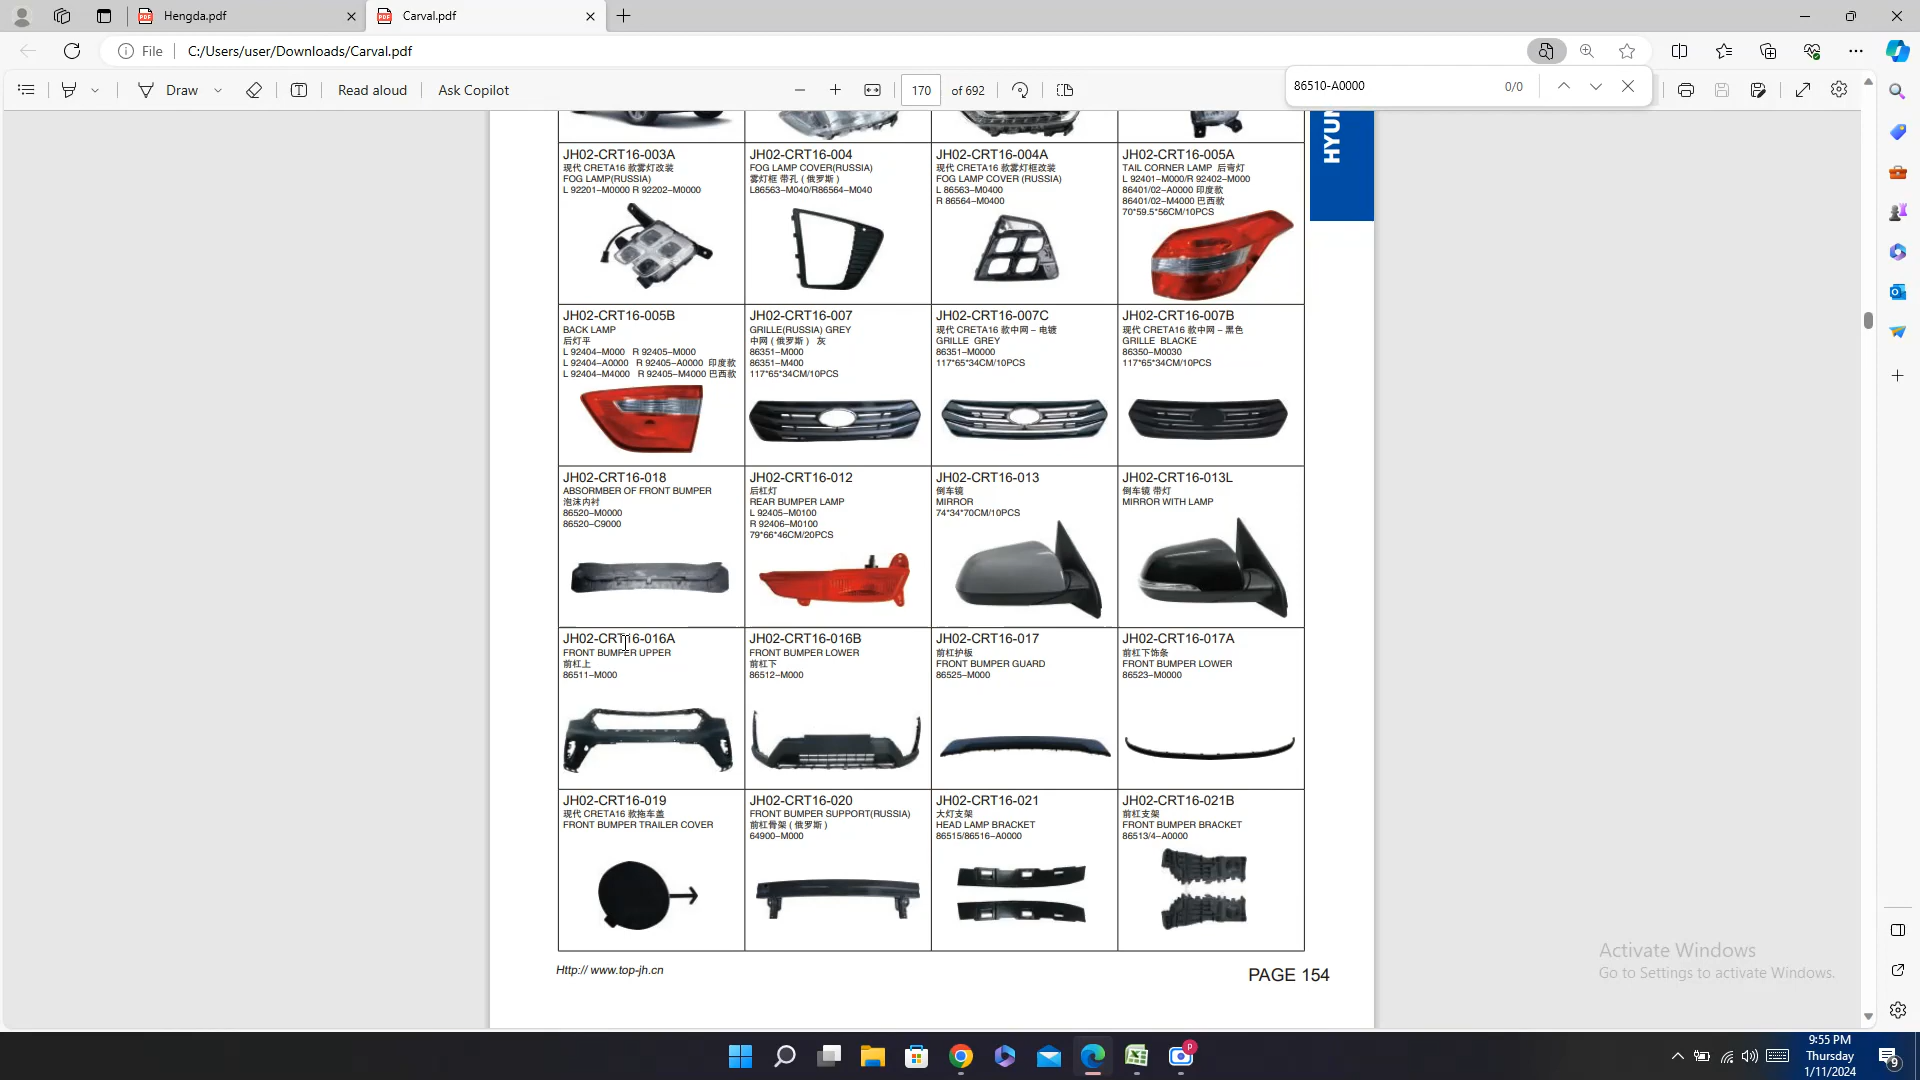 Hengda.pdf
Carval.pdf
File
C:/Users/user/Downloads/Carval.pdf
Draw
Read aloud
Ask Copilot
170
of 692
86510-A0000
0/0
JH02-CRT16-003A
现代 CRETA16 款雾灯改装
FOG LAMP(RUSSIA)
L 92201-M0000 R 92202-M0000
JH02-CRT16-004
FOG LAMP COVER(RUSSIA)
雾灯框 带孔 ( 俄罗斯 )
L86563-M040/R86564-M040
JH02-CRT16-004A
现代 CRETA16 款雾灯框改装
FOG LAMP COVER (RUSSIA)
L 86563-M0400
R 86564-M0400
JH02-CRT16-005A
TAIL CORNER LAMP 后弯灯
L 92401-M000/R 92402-M000
86401/02-A0000 印度款
86401/02-M4000 巴西款
70*59.5*56CM/10PCS
HYUN
JH02-CRT16-005B
BACK LAMP
后灯平
L 92404-M000 R 92405-M000
L 92404-A0000 R 92405-A0000 印度款
L 92404-M4000 R 92405-M4000 巴西款
JH02-CRT16-007
GRILLE(RUSSIA) GREY
中网 ( 俄罗斯 ) 灰
86351-M000
86351-M400
117*65*34CM/10PCS
JH02-CRT16-007C
现代 CRETA16 款中网 – 电镀
GRILLE GREY
86351-M0000
117*65*34CM/10PCS
JH02-CRT16-007B
现代 CRETA16 款中网 – 黑色
GRILLE BLACKE
86350-M0030
117*65*34CM/10PCS
JH02-CRT16-018
ABSORMBER OF FRONT BUMPER
泡沫内衬
86520-M0000
86520-C9000
JH02-CRT16-012
后杠灯
REAR BUMPER LAMP
L 92405-M0100
R 92406-M0100
79*66*46CM/20PCS
JH02-CRT16-013
倒车镜
MIRROR
74*34*70CM/10PCS
JH02-CRT16-013L
倒车镜 带灯
MIRROR WITH LAMP
JH02-CRT16-016A
FRONT BUMPER UPPER
前杠上
86511-M000
JH02-CRT16-016B
FRONT BUMPER LOWER
前杠下
86512-M000
JH02-CRT16-017
前杠护板
FRONT BUMPER GUARD
86525-M000
JH02-CRT16-017A
前杠下饰条
FRONT BUMPER LOWER
86523-M0000
JH02-CRT16-019
现代 CRETA16 款拖车盖
FRONT BUMPER TRAILER COVER
JH02-CRT16-020
FRONT BUMPER SUPPORT(RUSSIA)
前杠骨架 ( 俄罗斯 )
64900-M000
JH02-CRT16-021
大灯支架
HEAD LAMP BRACKET
86515/86516-A0000
JH02-CRT16-021B
前杠支架
FRONT BUMPER BRACKET
86513/4-A0000
Http:// www.top-jh.cn
PAGE 154
Activate Windows
Go to Settings to activate Windows.
9:55 PM
Thursday
1/11/2024
9